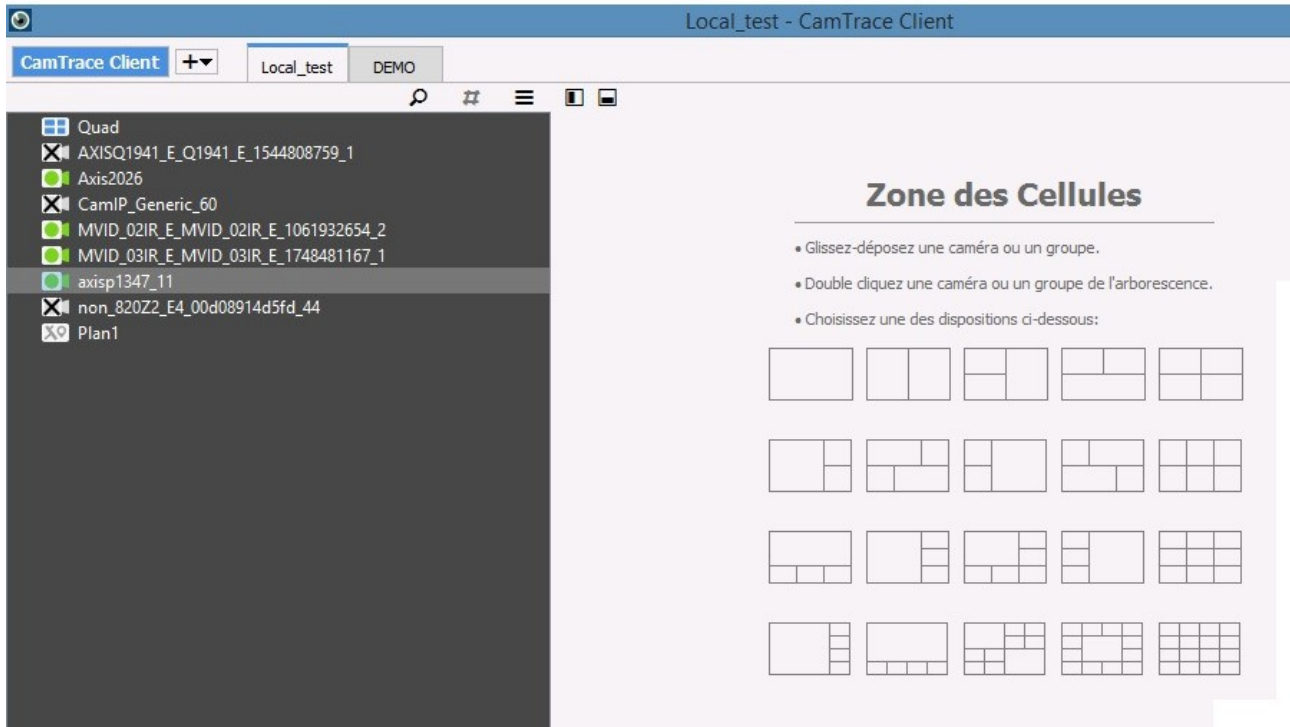 Local_test - CamTrace Client
CamTrace Client
Local_test
DEMO
Quad
AXISQ1941_E_Q1941_E_1544808759_1
Axis2026
CamIP_Generic_60
MVID_02IR_E_MVID_02IR_E_1061932654_2
MVID_03IR_E_MVID_03IR_E_1748481167_1
axisp1347_11
non_820Z2_E4_00d08914d5fd_44
Plan1
Zone des Cellules
• Glissez-déposez une caméra ou un groupe.
• Double cliquez une caméra ou un groupe de l'arborescence.
• Choisissez une des dispositions ci-dessous: